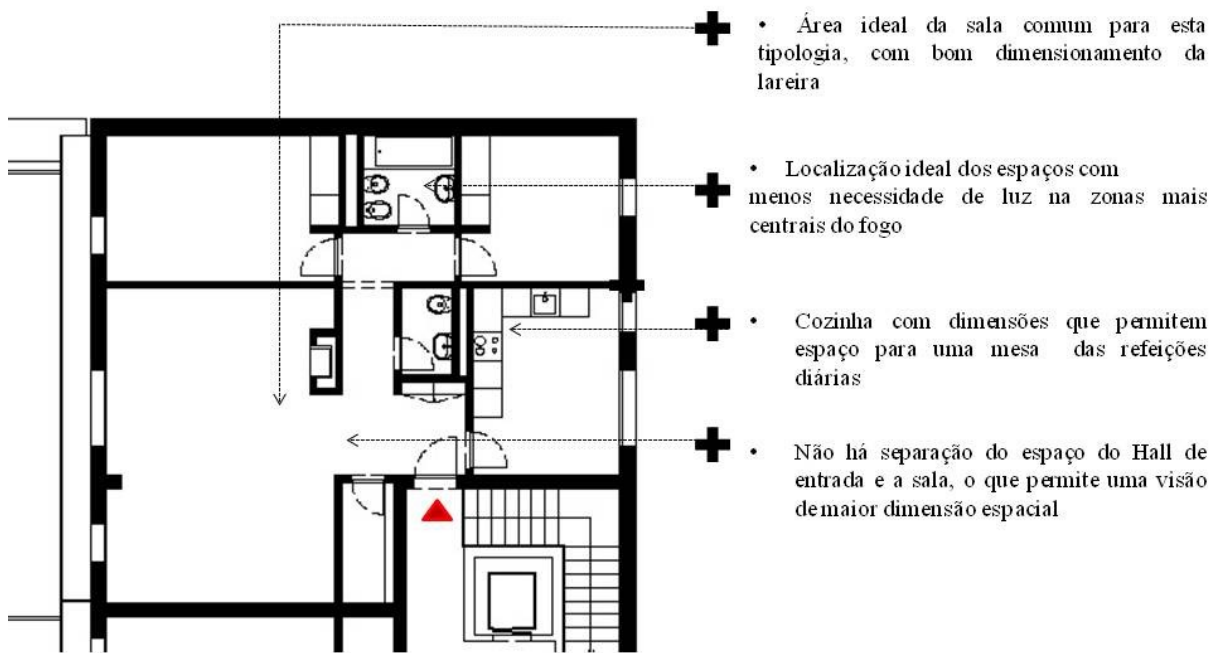 • Área ideal da sala comum para esta
tipologia, com bom dimensionamento da
lareira
• Localização ideal dos espaços com
menos necessidade de luz na zonas mais
centrais do fogo
• Cozinha com dimensões que permitem
espaço para uma mesa das refeições
diárias
• Não há separação do espaço do Hall de
entrada e a sala, o que permite uma visão
de maior dimensão espacial